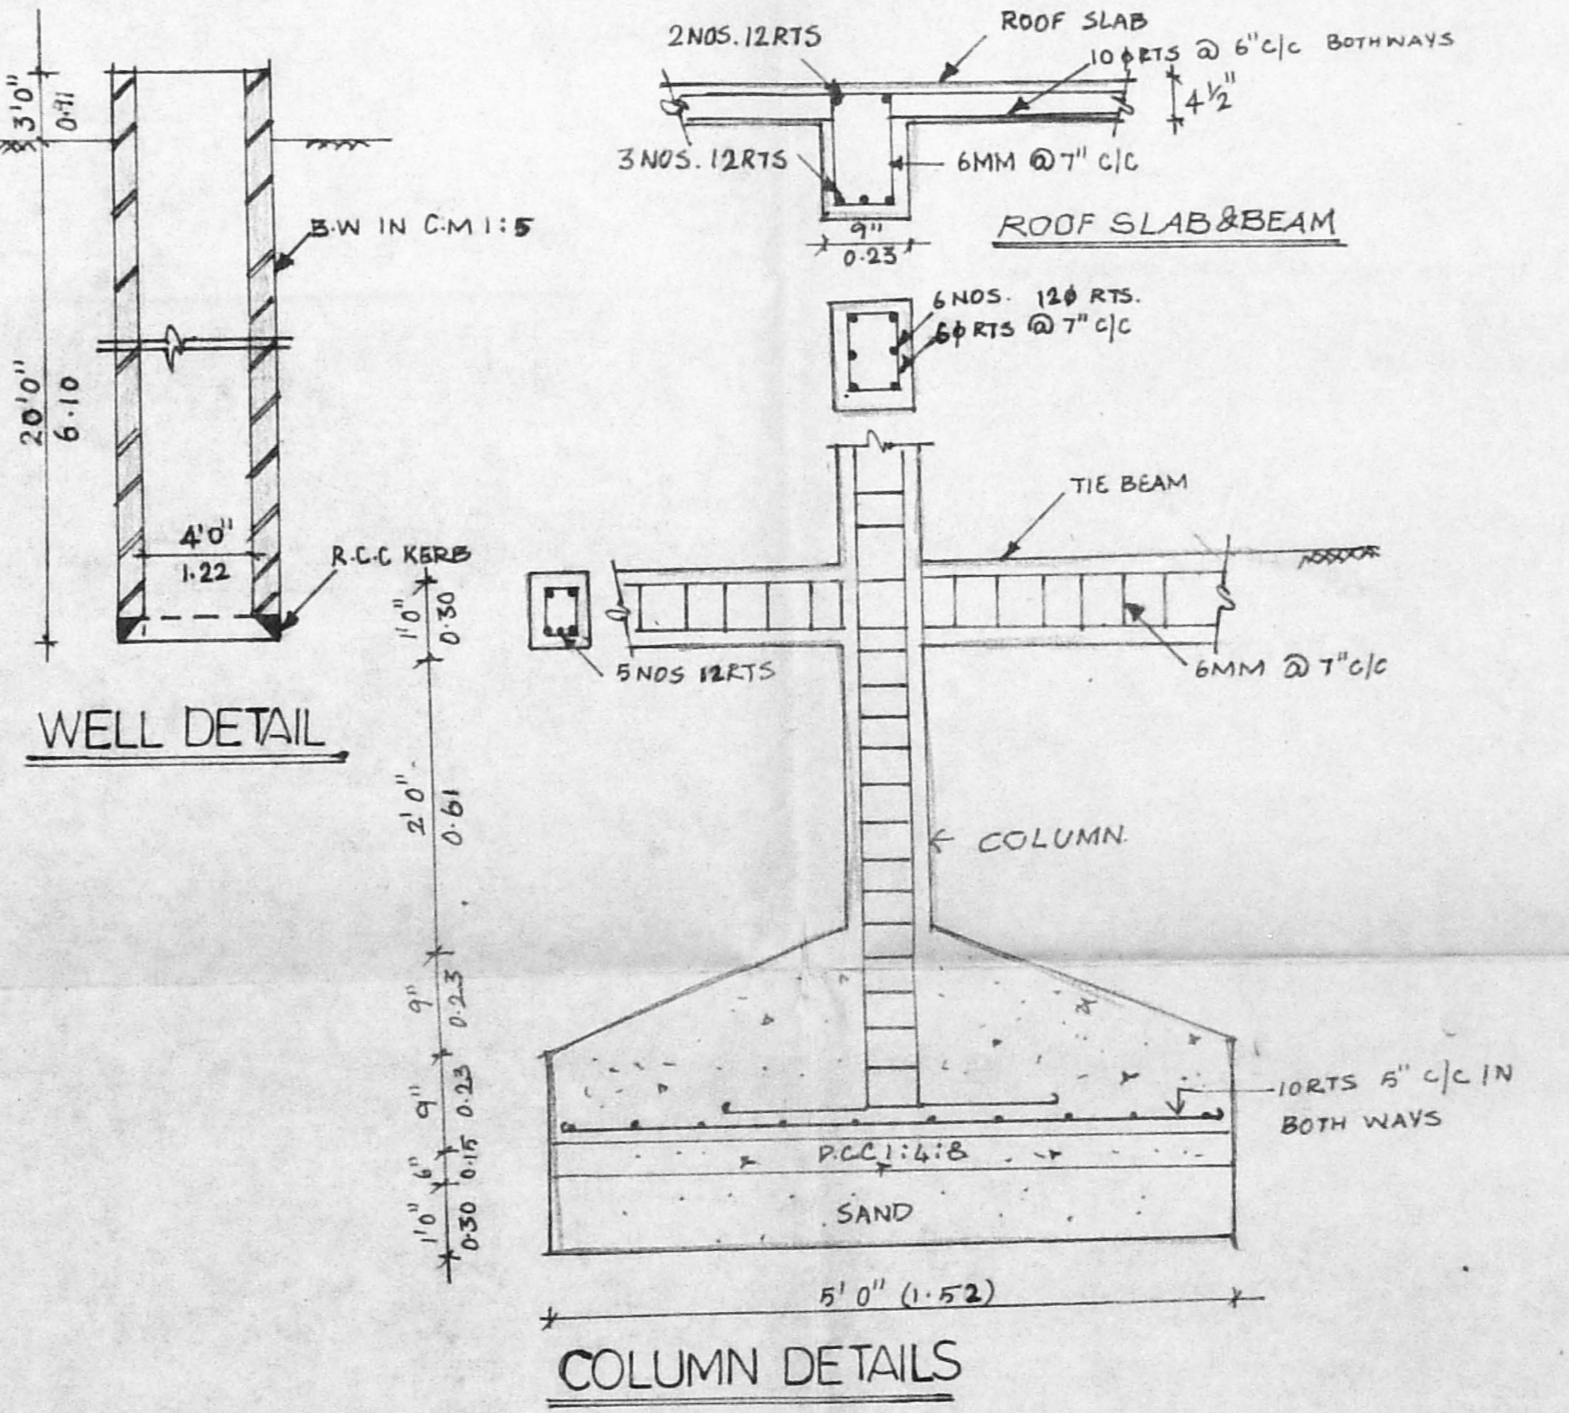 3'0"
0.91
20'0"
6.10
B.W IN C.M 1:5
4'0"
1.22
R.C.C KERB
WELL DETAIL
2NOS. 12RTS
ROOF SLAB
10ϕRTS @ 6" C/C BOTHWAYS
4½"
3NOS. 12RTS
6MM @ 7" C/C
9"
0.23
ROOF SLAB&BEAM
6 NOS. 12ϕ RTS.
6ϕ RTS @ 7" C/C
TIE BEAM
1'0"
0.30
5NOS 12RTS
6MM @ 7" C/C
2'0"
0.61
COLUMN
9"
0.23
9"
0.23
6"
0.15
1'0"
0.30
10RTS 5" C/C IN
BOTH WAYS
P.C.C 1:4:8
SAND
5'0" (1.52)
COLUMN DETAILS